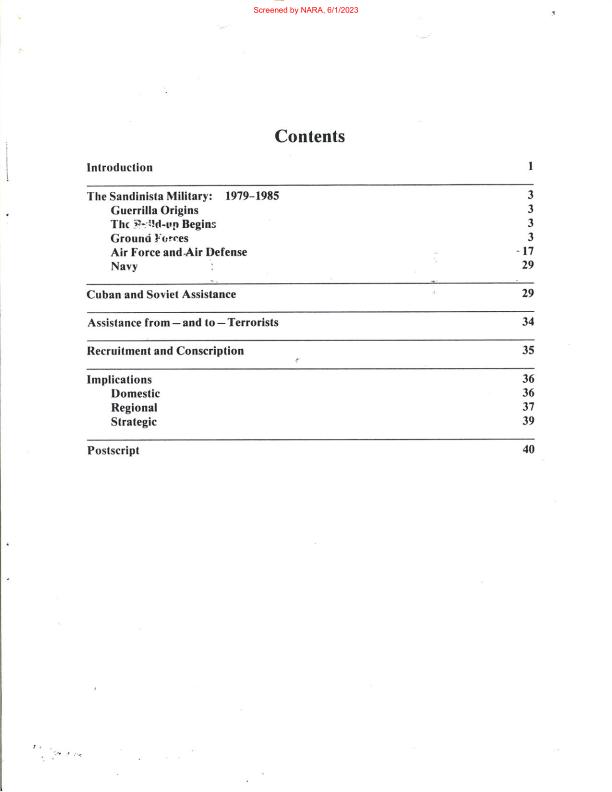 Screened by NARA, 6/1/2023
Contents
Introduction 1
The Sandinista Military: 1979–1985 3
Guerrilla Origins 3
The Build-up Begins 3
Ground Forces 3
Air Force and Air Defense 17
Navy 29
Cuban and Soviet Assistance 29
Assistance from — and to — Terrorists 34
Recruitment and Conscription 35
Implications 36
Domestic 36
Regional 37
Strategic 39
Postscript 40